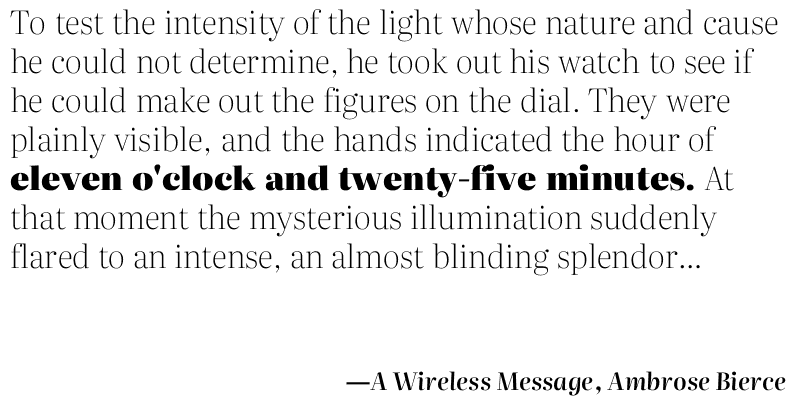 To test the intensity of the light whose nature and cause
he could not determine, he took out his watch to see if
he could make out the figures on the dial. They were
plainly visible, and the hands indicated the hour of
eleven o'clock and twenty-five minutes. At
that moment the mysterious illumination suddenly
flared to an intense, an almost blinding splendor...
—A Wireless Message, Ambrose Bierce